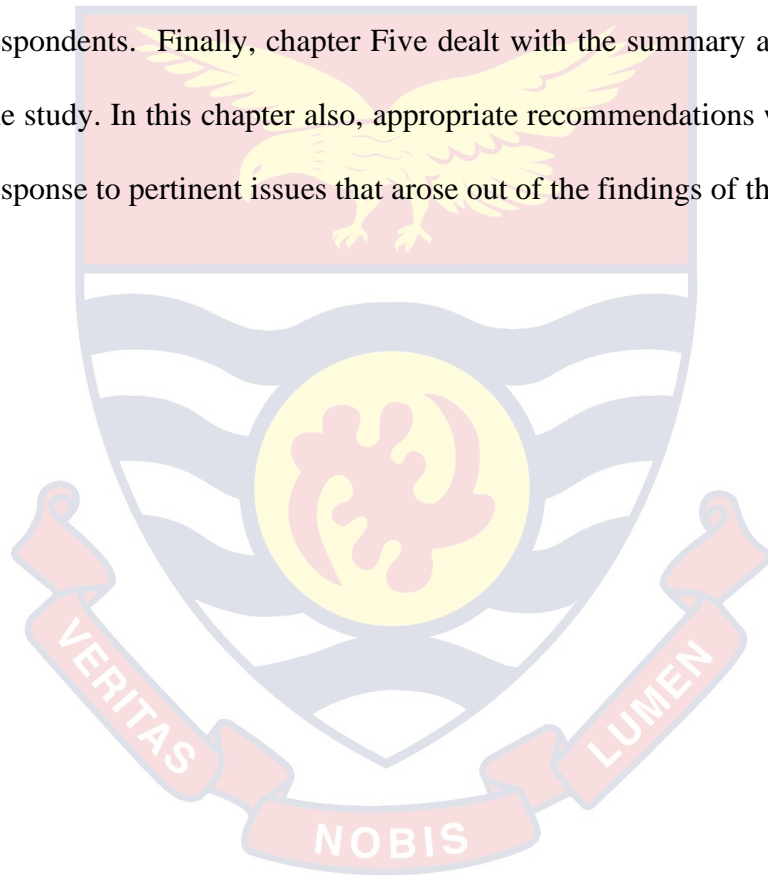 spondents. Finally, chapter Five dealt with the summary a
e study. In this chapter also, appropriate recommendations
sponse to pertinent issues that arose out of the findings of th
VERITAS
NOBIS
LUMEN